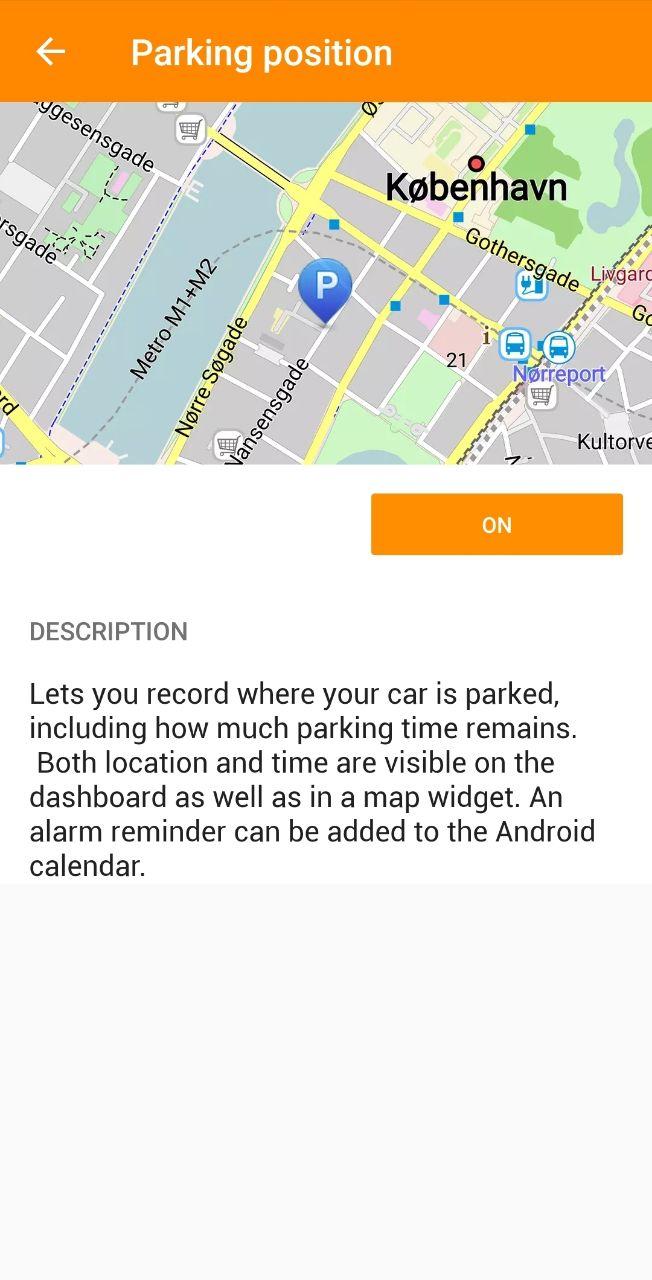 Parking position
ggesensgade
Ø
København
rsgade
Gothersgade
Livgard
Go
Metro M1+M2
P
i
21
Nørreport
Nørre Søgade
Nansensgade
rd
Kultorve
ON
DESCRIPTION
Lets you record where your car is parked,
including how much parking time remains.
Both location and time are visible on the
dashboard as well as in a map widget. An
alarm reminder can be added to the Android
calendar.